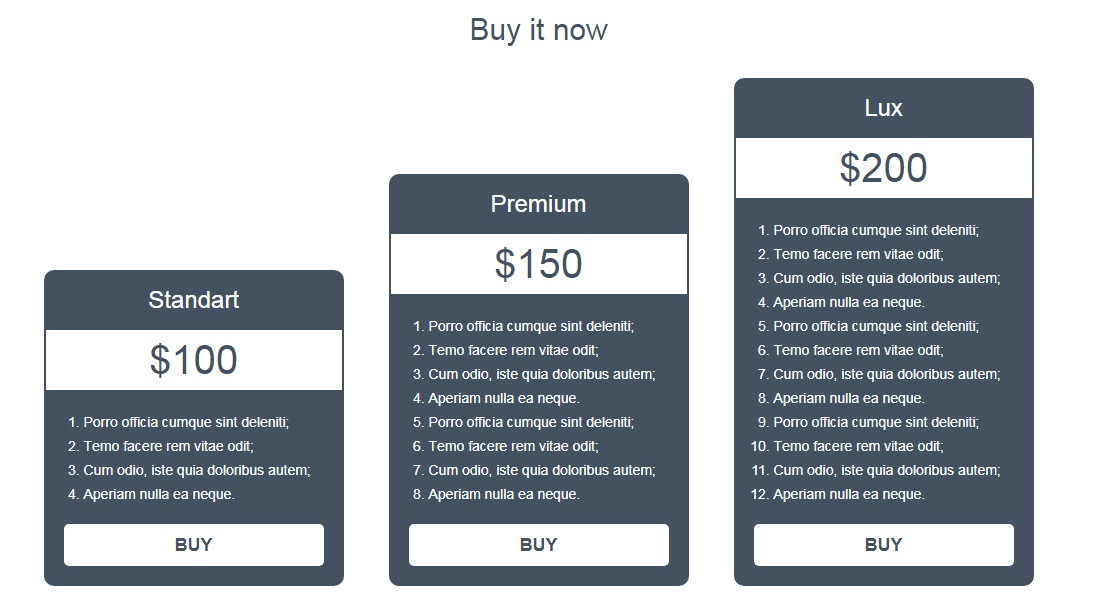 Buy it now
Standart
$100
1. Porro officia cumque sint deleniti;
2. Temo facere rem vitae odit;
3. Cum odio, iste quia doloribus autem;
4. Aperiam nulla ea neque.
BUY
Premium
$150
1. Porro officia cumque sint deleniti;
2. Temo facere rem vitae odit;
3. Cum odio, iste quia doloribus autem;
4. Aperiam nulla ea neque.
5. Porro officia cumque sint deleniti;
6. Temo facere rem vitae odit;
7. Cum odio, iste quia doloribus autem;
8. Aperiam nulla ea neque.
BUY
Lux
$200
1. Porro officia cumque sint deleniti;
2. Temo facere rem vitae odit;
3. Cum odio, iste quia doloribus autem;
4. Aperiam nulla ea neque.
5. Porro officia cumque sint deleniti;
6. Temo facere rem vitae odit;
7. Cum odio, iste quia doloribus autem;
8. Aperiam nulla ea neque.
9. Porro officia cumque sint deleniti;
10. Temo facere rem vitae odit;
11. Cum odio, iste quia doloribus autem;
12. Aperiam nulla ea neque.
BUY